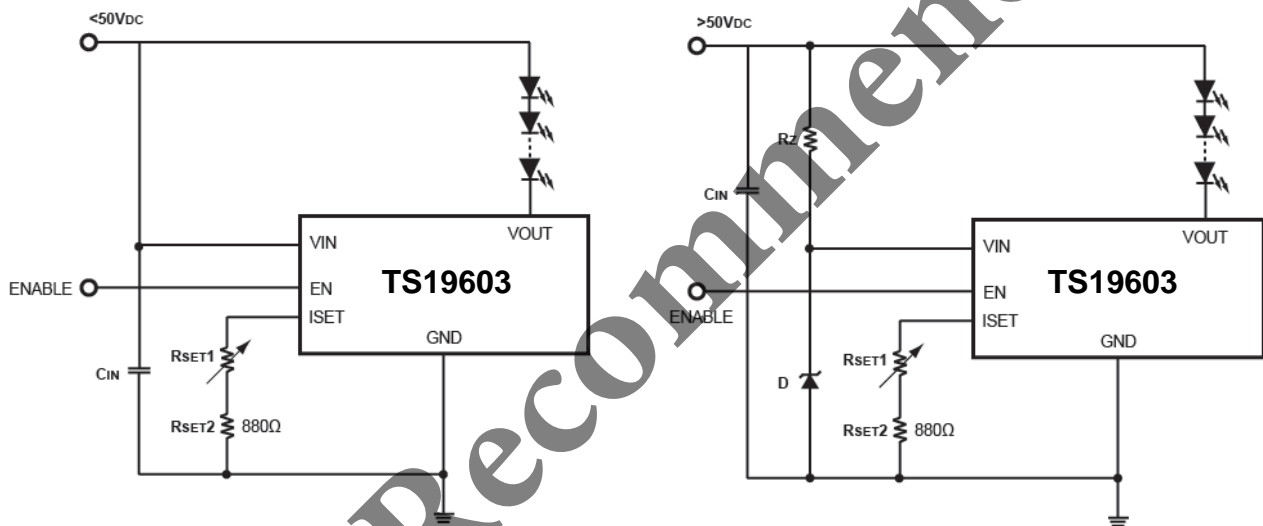 <50VDC
VIN
VOUT
ENABLE
EN
TS19603
ISET
GND
RSET1
CIN
RSET2
880Ω
>50VDC
RZ
CIN
VIN
VOUT
EN
TS19603
ENABLE
ISET
GND
RSET1
D
RSET2
880Ω
Recommen